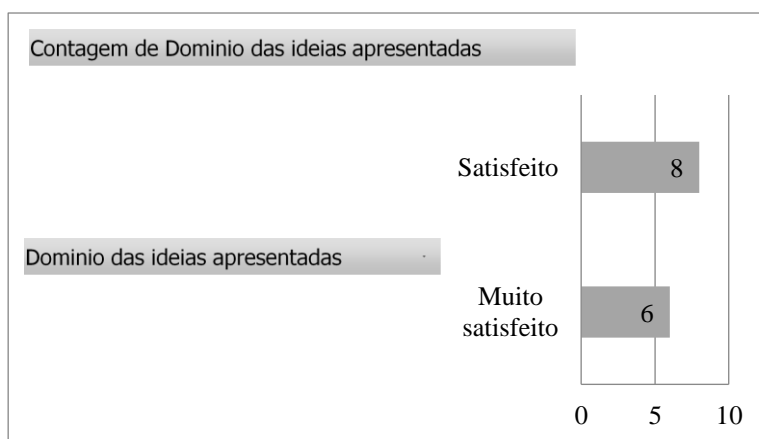 Contagem de Dominio das ideias apresentadas
Satisfeito
8
Dominio das ideias apresentadas
Muito
satisfeito
6
0 5 10